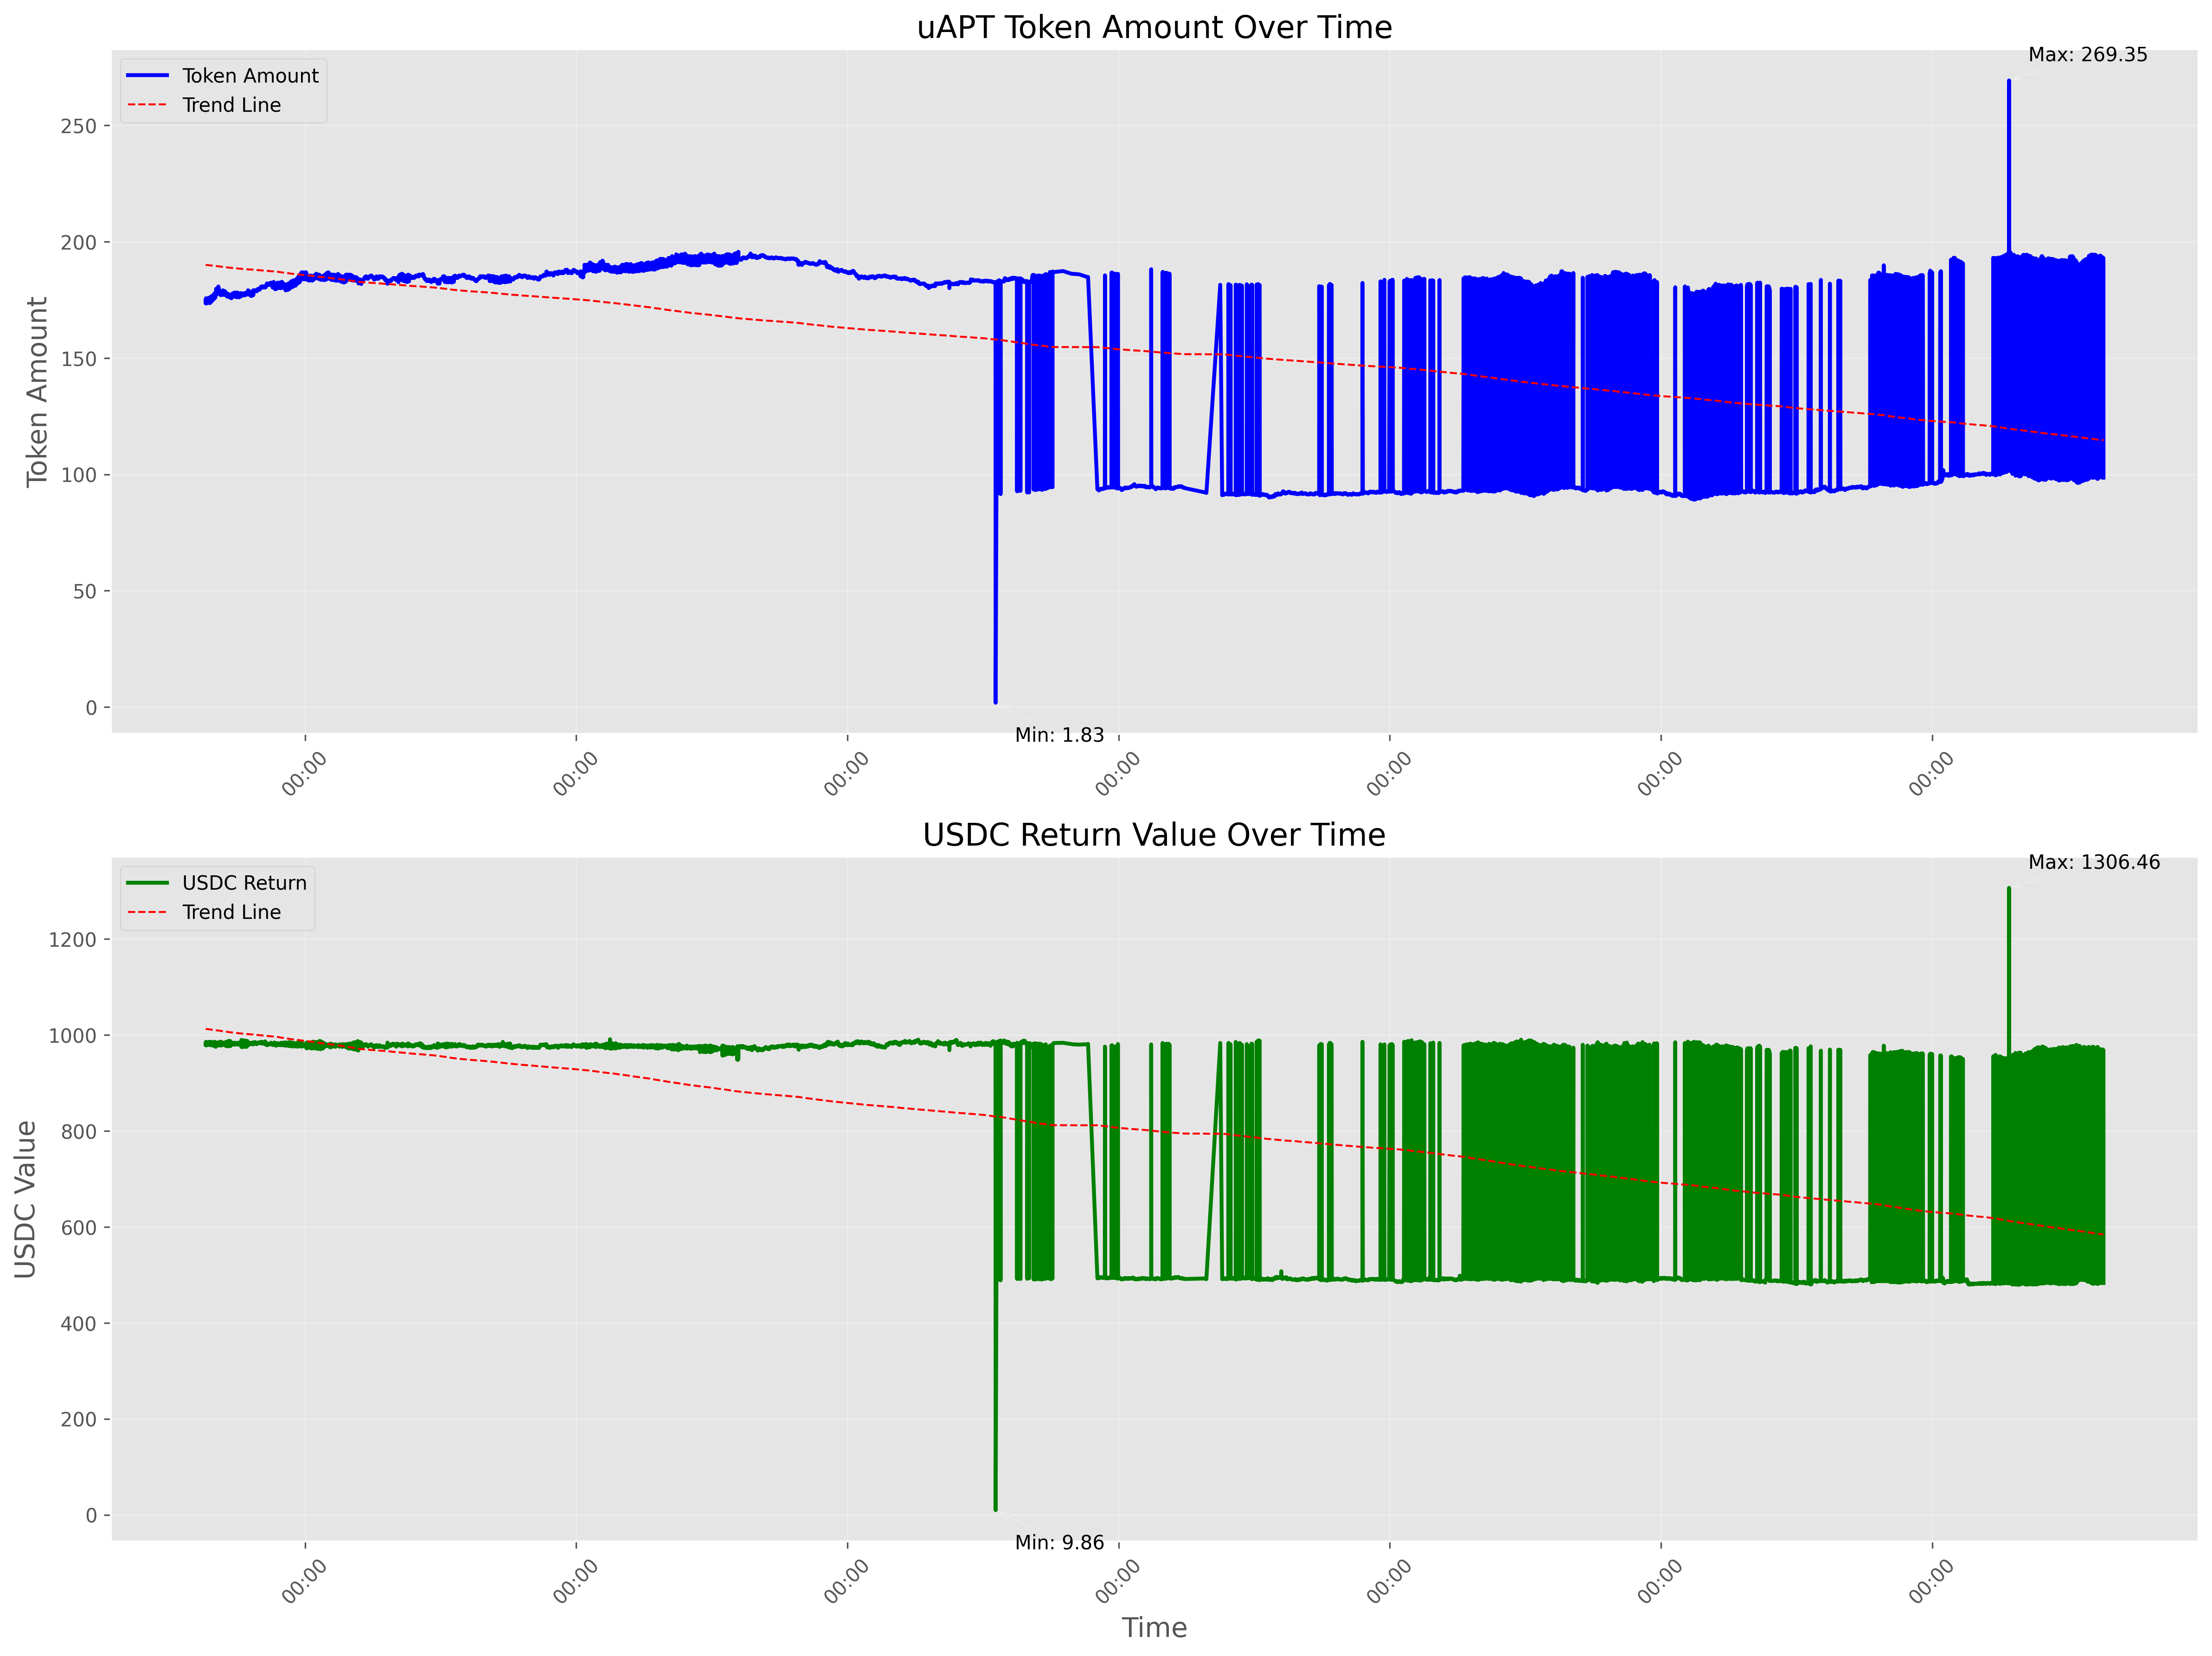 uAPT Token Amount Over Time
Max: 269.35
Token Amount
Trend Line
250
200
150
100
50
0
Token Amount
Min: 1.83
00:00
00:00
00:00
00:00
00:00
00:00
00:00
USDC Return Value Over Time
Max: 1306.46
USDC Return
Trend Line
1200
1000
800
600
400
200
0
USDC Value
Min: 9.86
00:00
00:00
00:00
00:00
00:00
00:00
00:00
Time